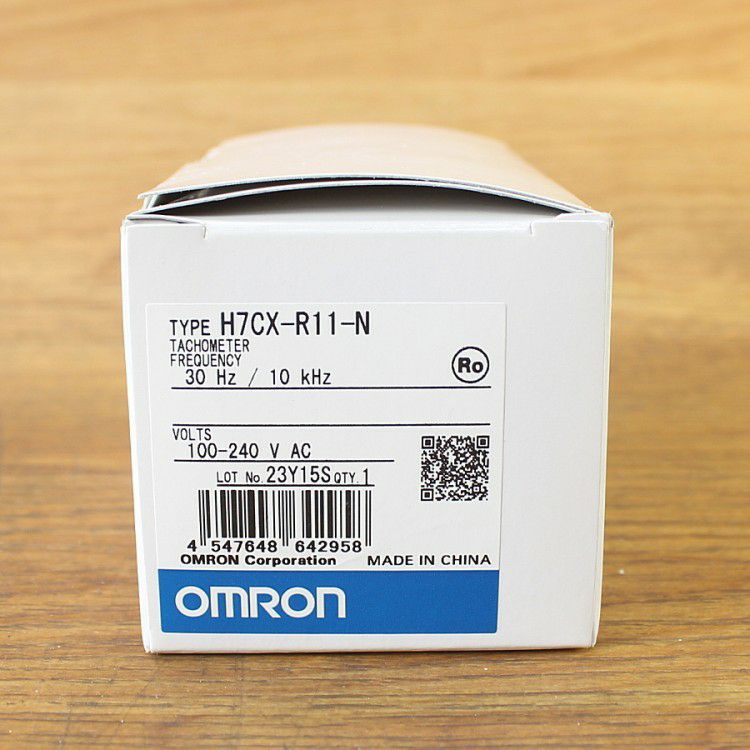 TYPE H7CX-R11-N
TACHOMETER
FREQUENCY
30 Hz / 10 kHz
Ro
VOLTS
100-240 V AC
LOT No. 23Y15S QTY. 1
4 547648 642958
OMRON Corporation MADE IN CHINA
OMRON